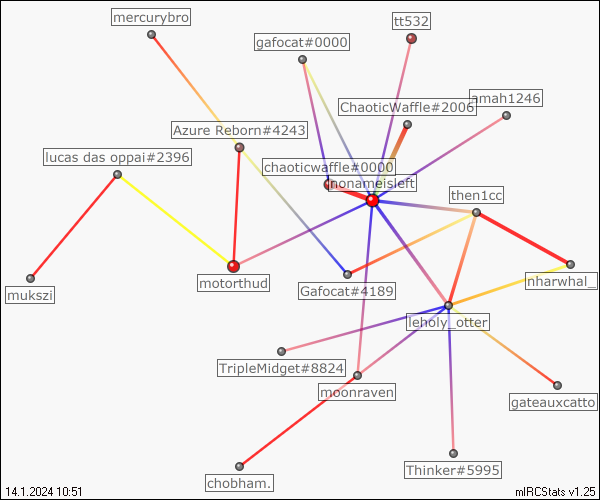 mercurybro
tt532
gafocat#0000
amah1246
ChaoticWaffle#2006
Azure Reborn#4243
lucas das oppai#2396
chaoticwaffle#0000
nonameisleft
then1cc
mukszi
motorthud
Gafocat#4189
nharwhal_
leholy_otter
TripleMidget#8824
moonraven
gateauxcatto
chobham.
Thinker#5995
14.1.2024 10:51
mIRCStats v1.25